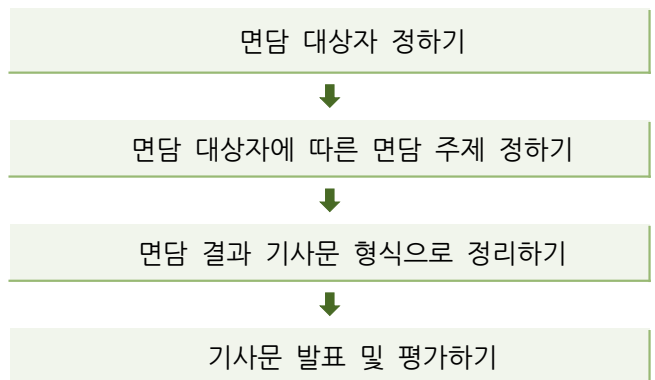 면담 대상자 정하기
면담 대상자에 따른 면담 주제 정하기
면담 결과 기사문 형식으로 정리하기
기사문 발표 및 평가하기